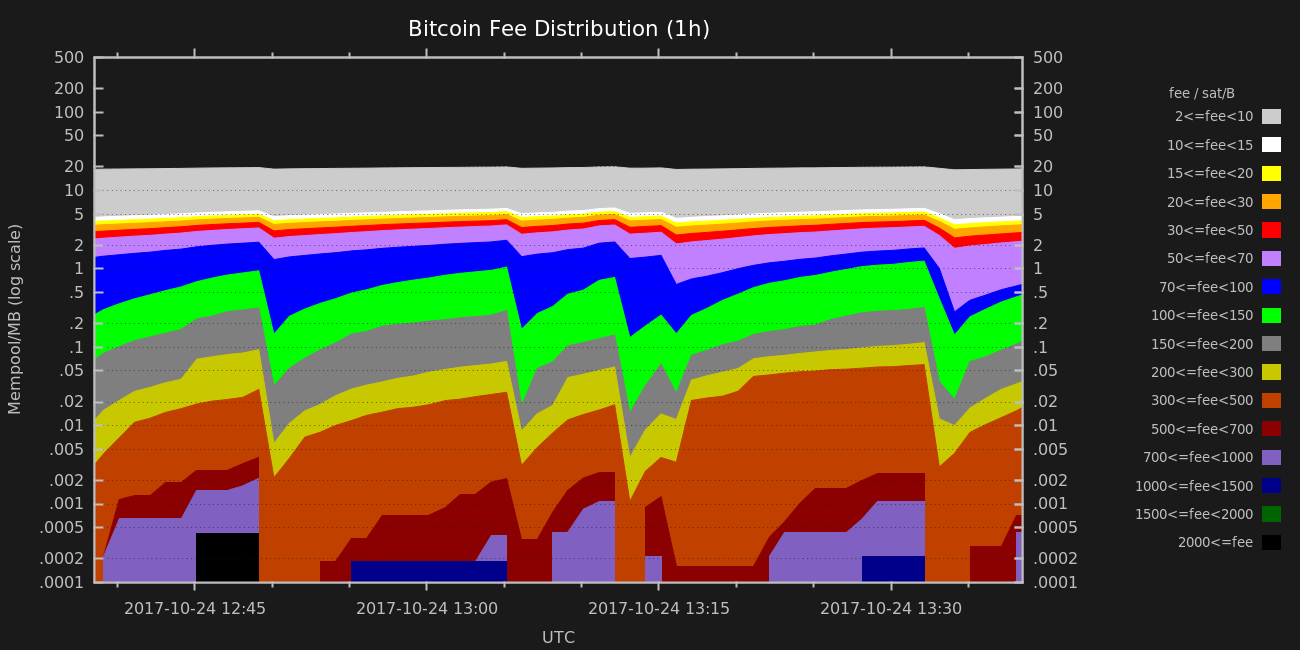 Bitcoin Fee Distribution (1h)
500 500
200 200
100 100
50 50
20 20
10 10
5 5
2 2
1 1
.5 .5
.2 .2
.1 .1
.05 .05
.02 .02
.01 .01
.005 .005
.002 .002
.001 .001
.0005 .0005
.0002 .0002
.0001 .0001
Mempool/MB (log scale)
2017-10-24 12:45 2017-10-24 13:00 2017-10-24 13:15 2017-10-24 13:30
UTC
fee / sat/B
2<=fee<10
10<=fee<15
15<=fee<20
20<=fee<30
30<=fee<50
50<=fee<70
70<=fee<100
100<=fee<150
150<=fee<200
200<=fee<300
300<=fee<500
500<=fee<700
700<=fee<1000
1000<=fee<1500
1500<=fee<2000
2000<=fee